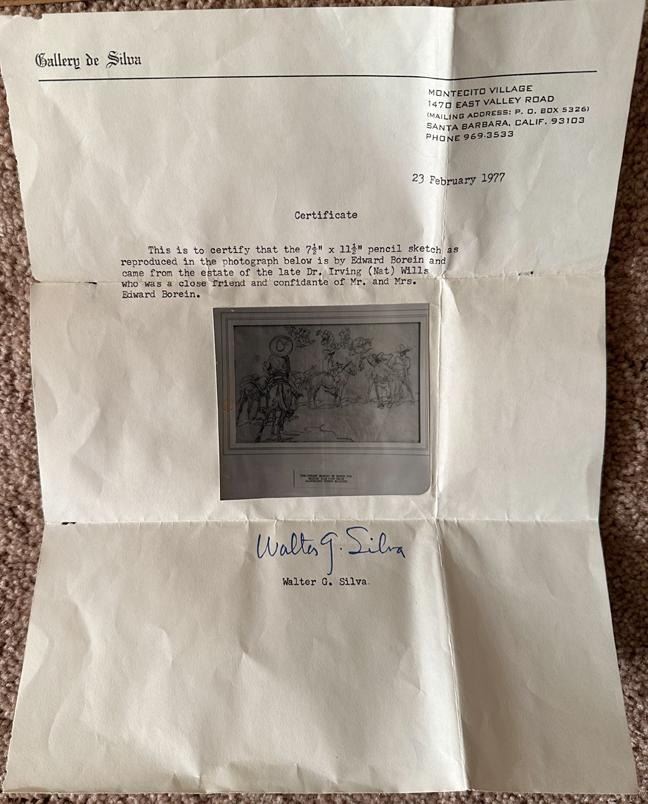 Gallery de Silva
MONTECITO VILLAGE
1470 EAST VALLEY ROAD
(MAILING ADDRESS: P. O. BOX 5326)
SANTA BARBARA, CALIF. 93103
PHONE 969-3533
23 February 1977
Certificate
This is to certify that the 7½" x 11½" pencil sketch as
reproduced in the photograph below is by Edward Borein and
came from the estate of the late Dr. Irving (Nat) Wills
who was a close friend and confidante of Mr. and Mrs.
Edward Borein.
Walter G. Silva
Walter G. Silva